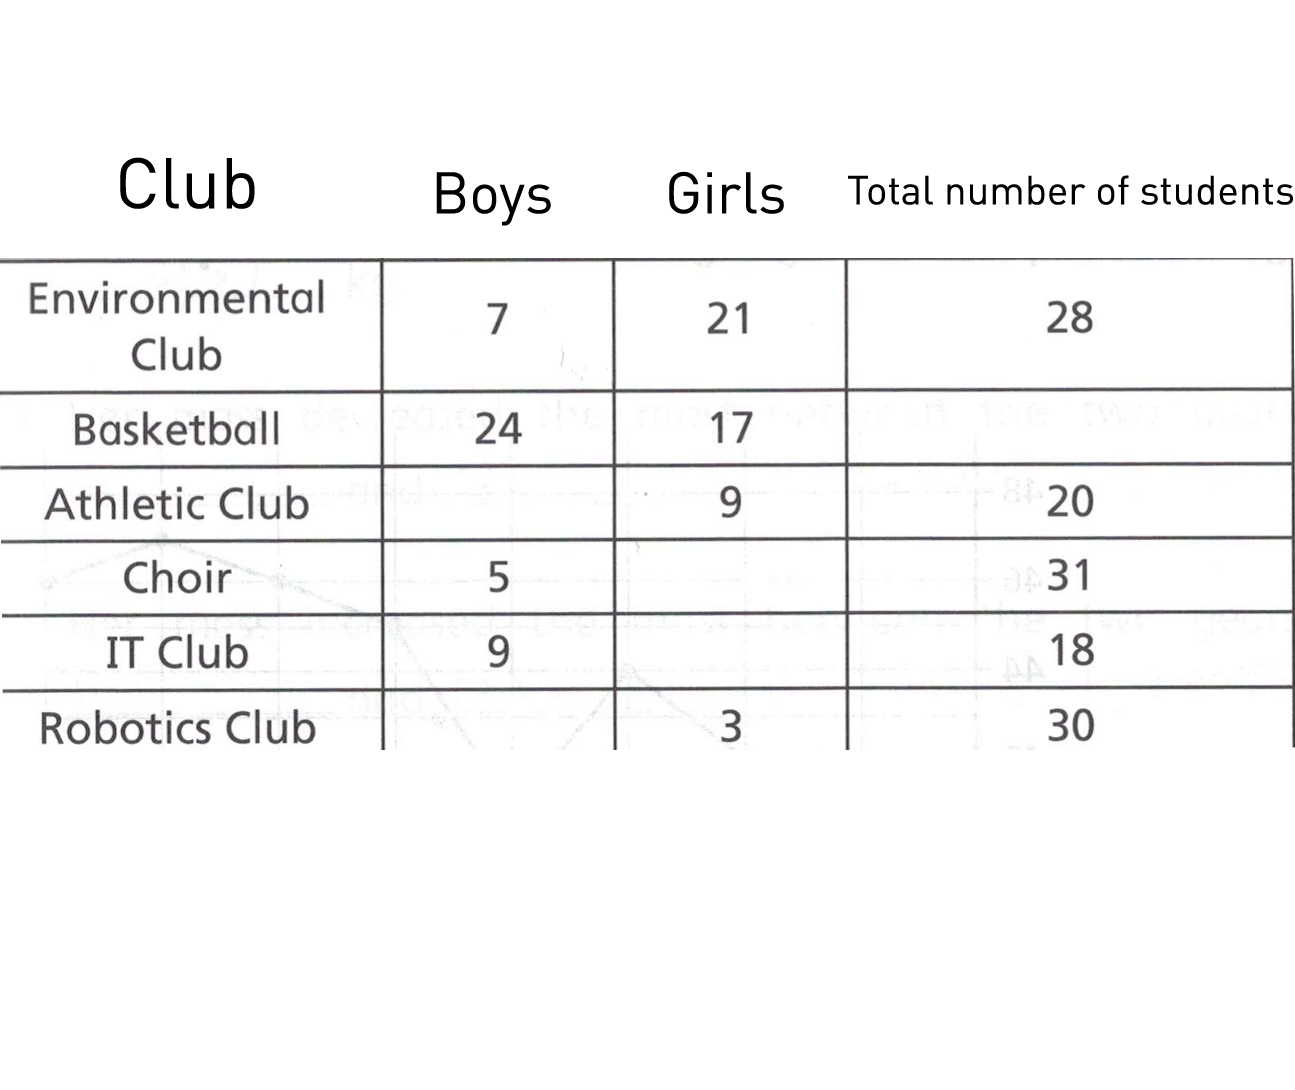 Club Boys Girls Total number of students
Environmental Club 7 21 28
Basketball 24 17
Athletic Club 9 20
Choir 5 31
IT Club 9 18
Robotics Club 3 30